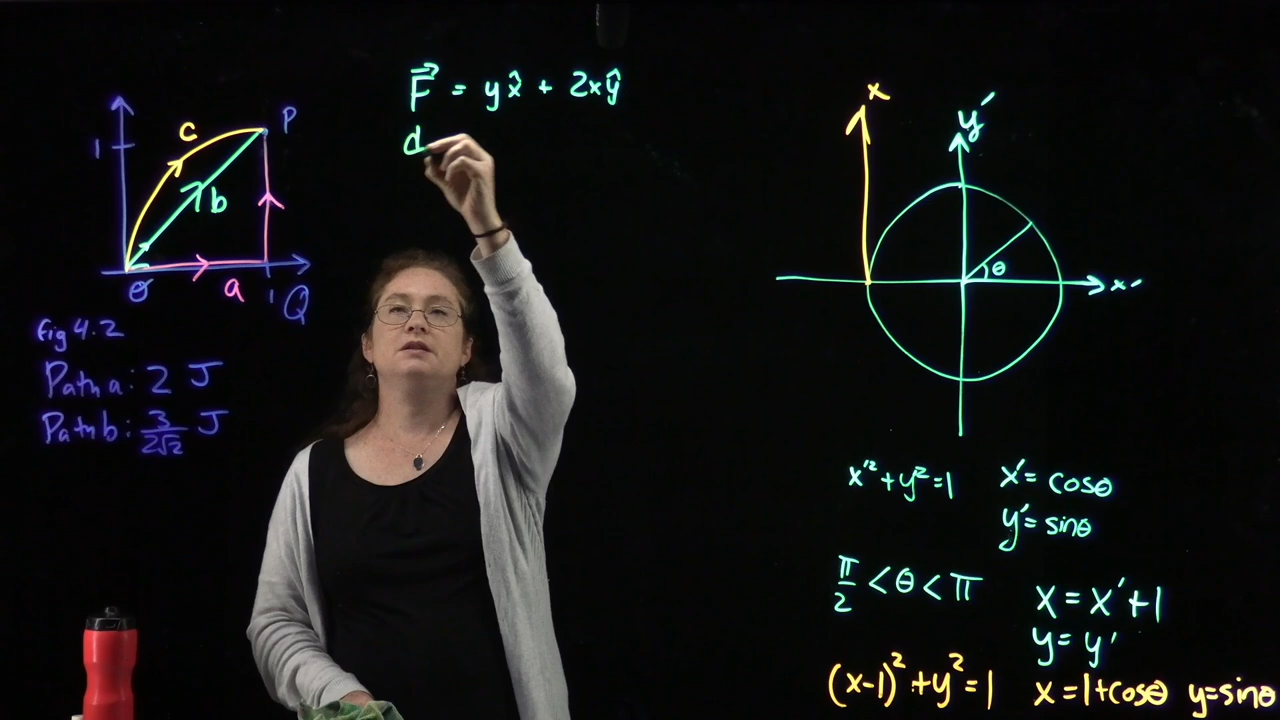 F⃗ = y x̂ + 2x ŷ
d
C
P
1
b
O
a
1
Q
fig 4.2
Path a: 2 J
Path b: 3/(2√2) J
x
y′
θ
x′
x′² + y² = 1
x′ = cosθ
y′ = sinθ
π/2 < θ < π
x = x′ + 1
y = y′
(x-1)² + y² = 1
x = 1 + cosθ y = sinθ